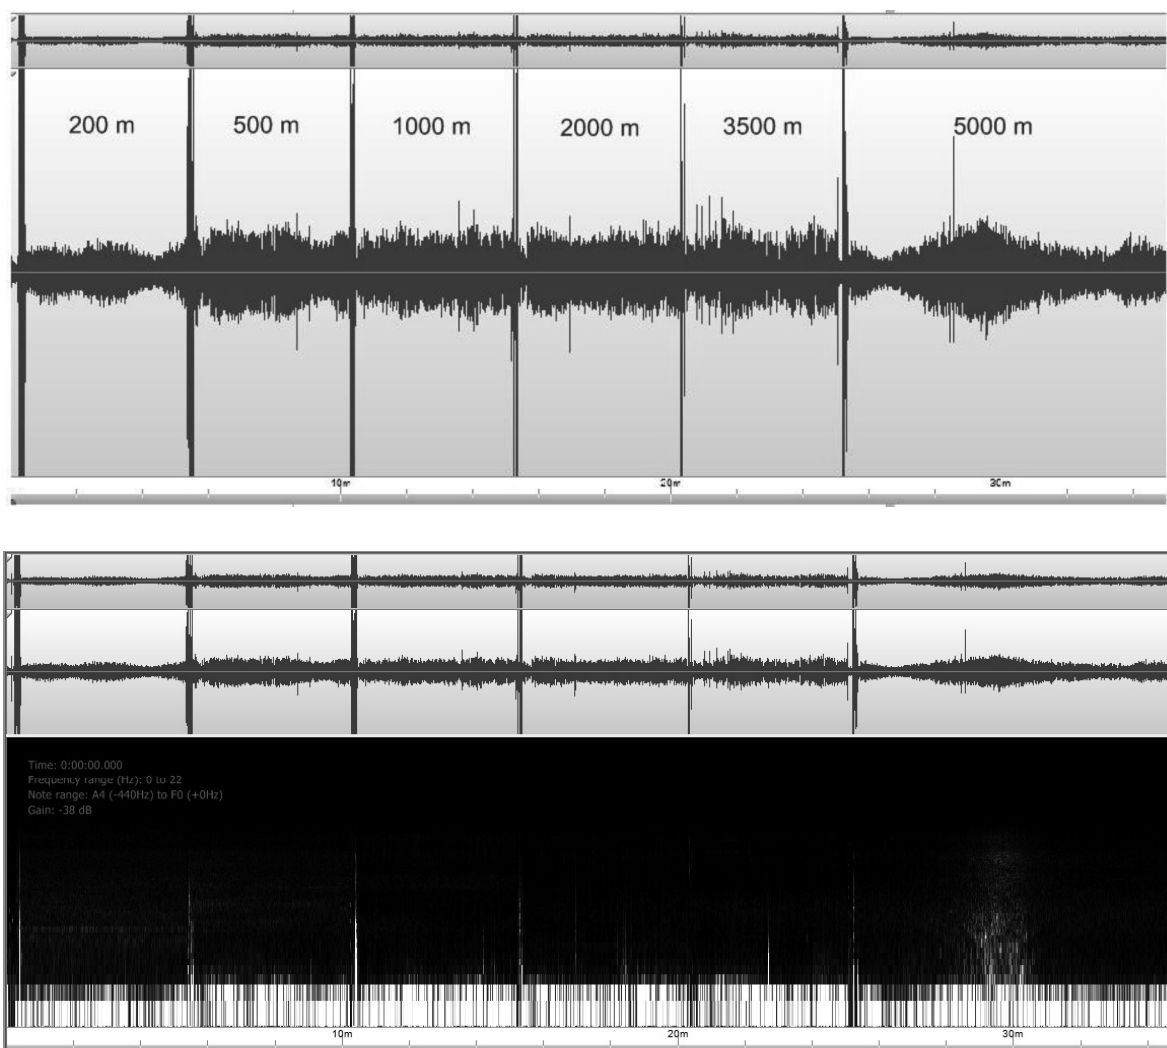 200 m 500 m 1000 m 2000 m 3500 m 5000 m
10m 20m 30m
Time: 0:00:00.000
Frequency range (Hz): 0 to 22
Note range: A4 (-440Hz) to F0 (+0Hz)
Gain: -38 dB
10m 20m 30m